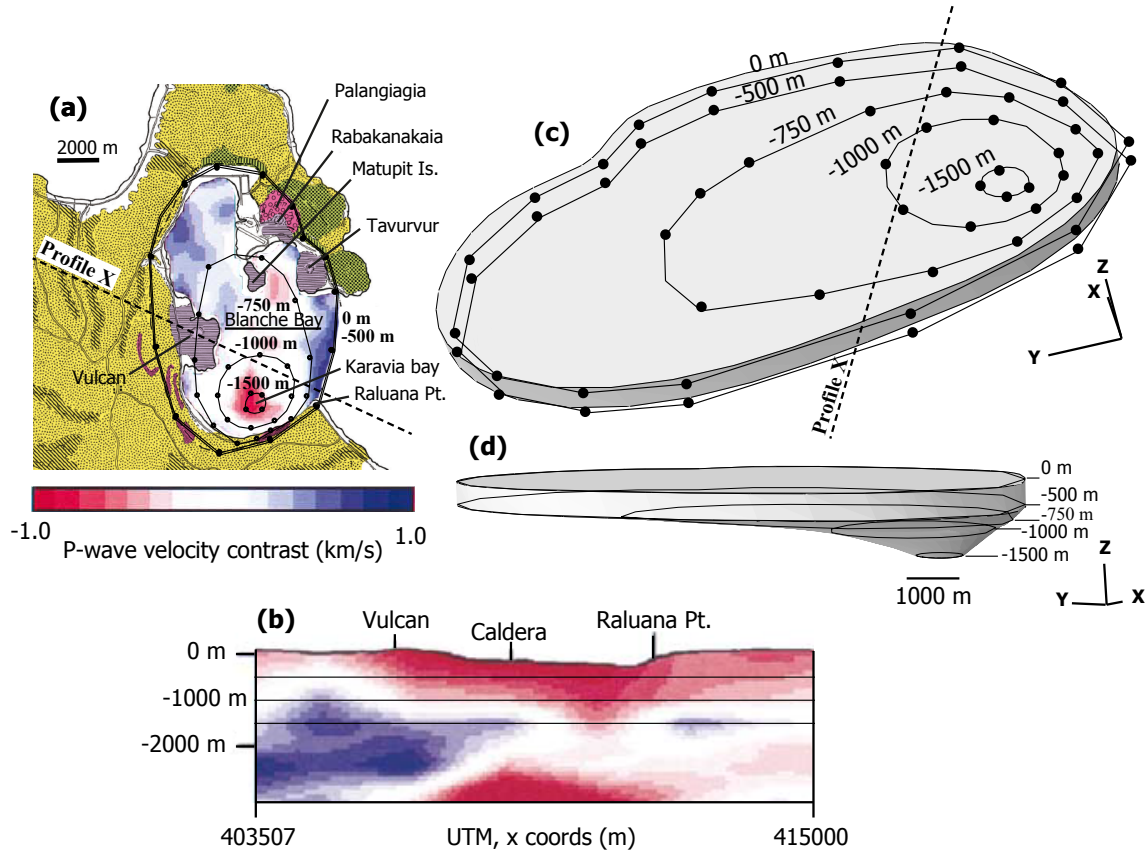 (a)
2000 m
Palangiagia
Rabakanakaia
Matupit Is.
Tavurvur
Profile X
-750 m
0 m
Blanche Bay
-500 m
-1000 m
Vulcan
-1500 m
Karavia bay
Raluana Pt.
-1.0
1.0
P-wave velocity contrast (km/s)
(c)
0 m
-500 m
-750 m
-1000 m
-1500 m
Profile X
Z
X
Y
(d)
0 m
-500 m
-750 m
-1000 m
-1500 m
1000 m
Z
Y
X
(b)
Vulcan
Caldera
Raluana Pt.
0 m
-1000 m
-2000 m
403507
UTM, x coords (m)
415000